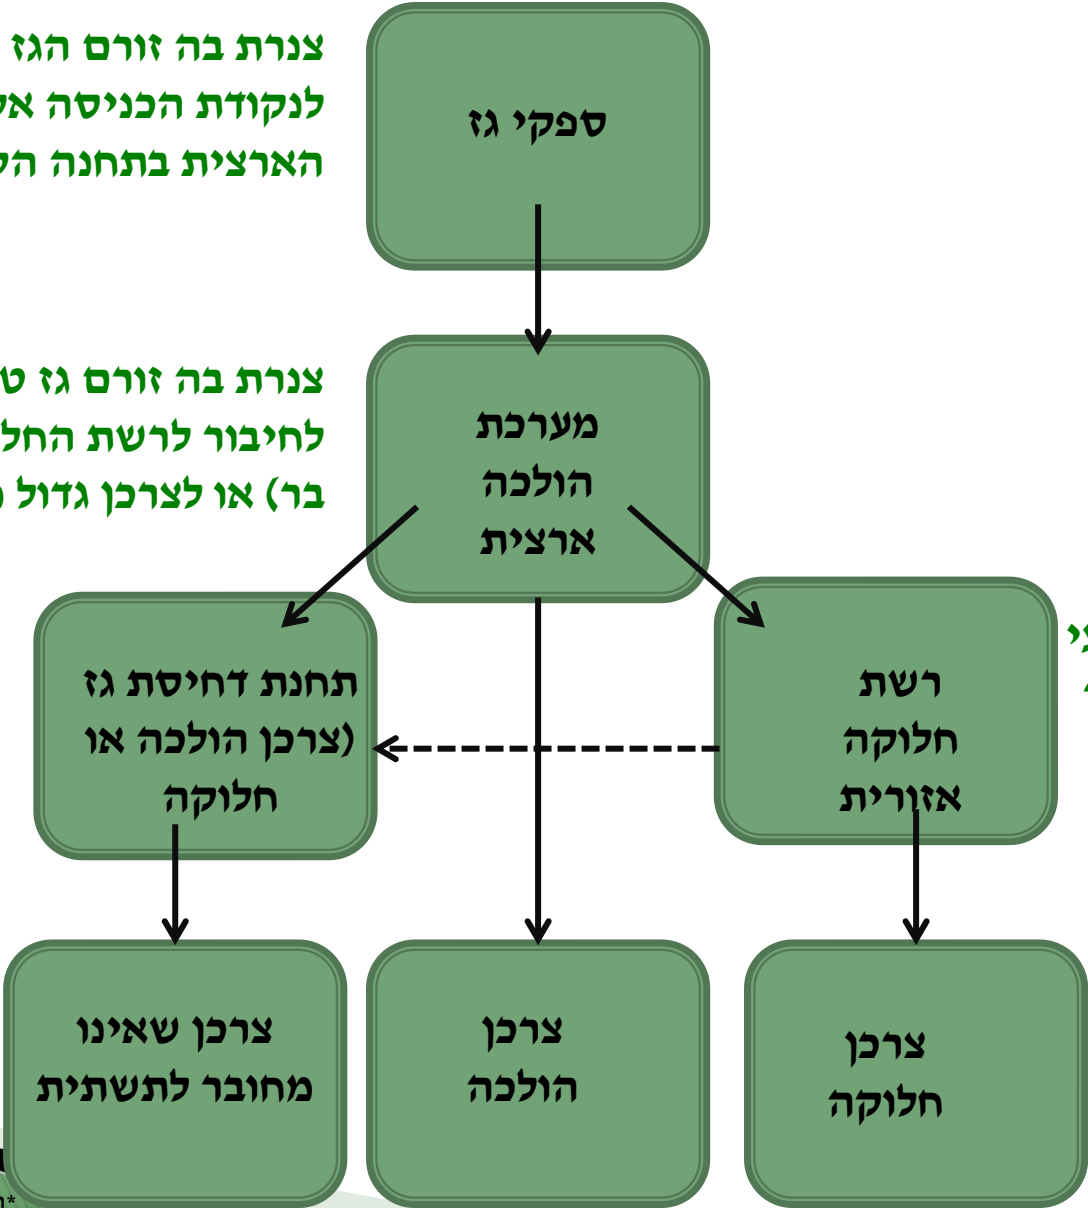 צנרת בה זורם הגז
לנקודת הכניסה
הארצית בתחנה
ספקי גז
צנרת בה זורם גז
לחיבור לרשת
בר) או לצרכן גדול
מערכת
הולכה
ארצית
תחנת דחיסת גז
(צרכן הולכה או
חלוקה
רשת
חלוקה
אזורית
צרכן שאינו
מחובר לתשתית
צרכן
הולכה
צרכן
חלוקה